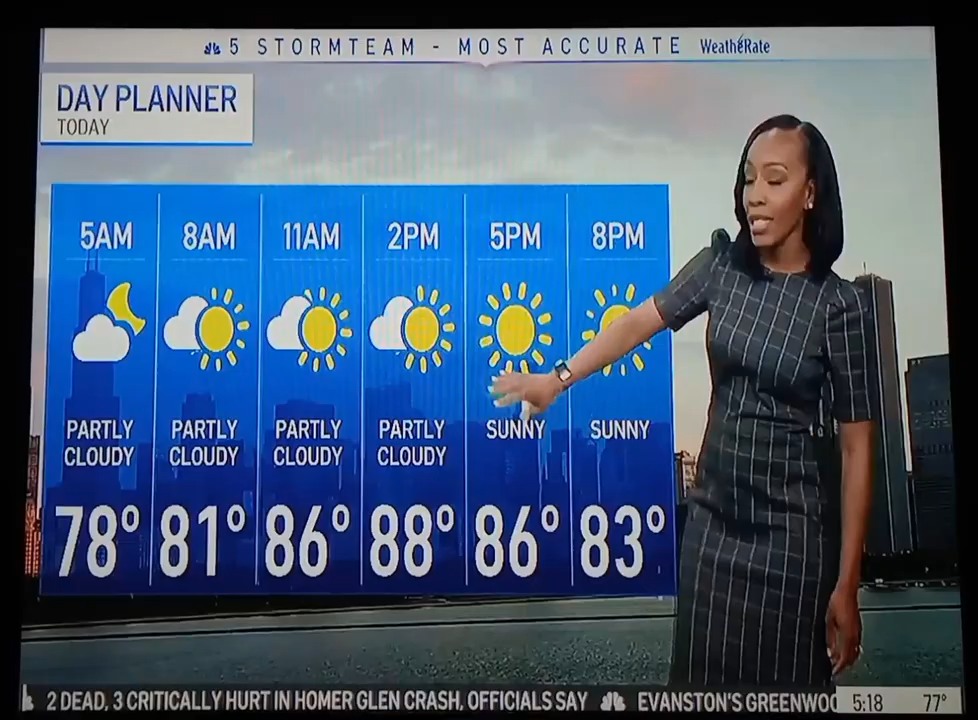 5 STORMTEAM - MOST ACCURATE WeatheRate
DAY PLANNER
TODAY
5AM 8AM 11AM 2PM 5PM 8PM
PARTLY CLOUDY PARTLY CLOUDY PARTLY CLOUDY PARTLY CLOUDY SUNNY SUNNY
78° 81° 86° 88° 86° 83°
2 DEAD, 3 CRITICALLY HURT IN HOMER GLEN CRASH, OFFICIALS SAY EVANSTON'S 5:18 77°